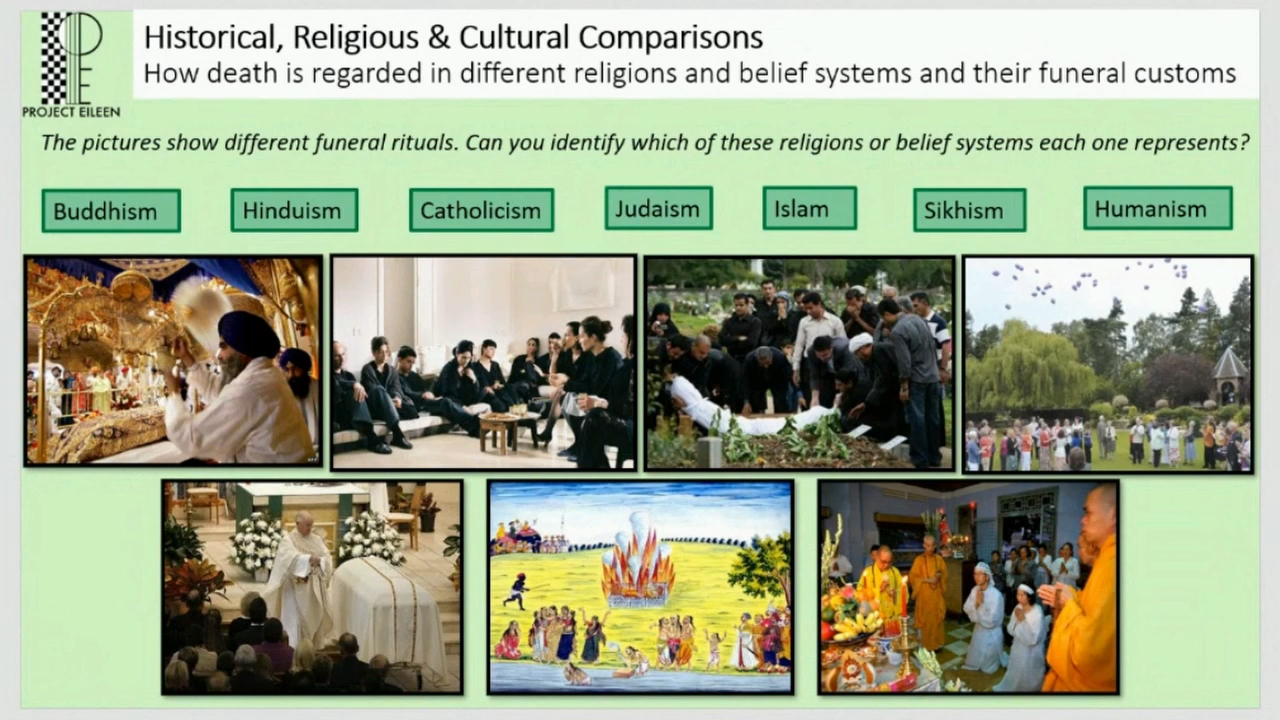 Historical, Religious & Cultural Comparisons
How death is regarded in different religions and belief systems and their funeral customs
PROJECT EILEEN
The pictures show different funeral rituals. Can you identify which of these religions or belief systems each one represents?
Buddhism
Hinduism
Catholicism
Judaism
Islam
Sikhism
Humanism